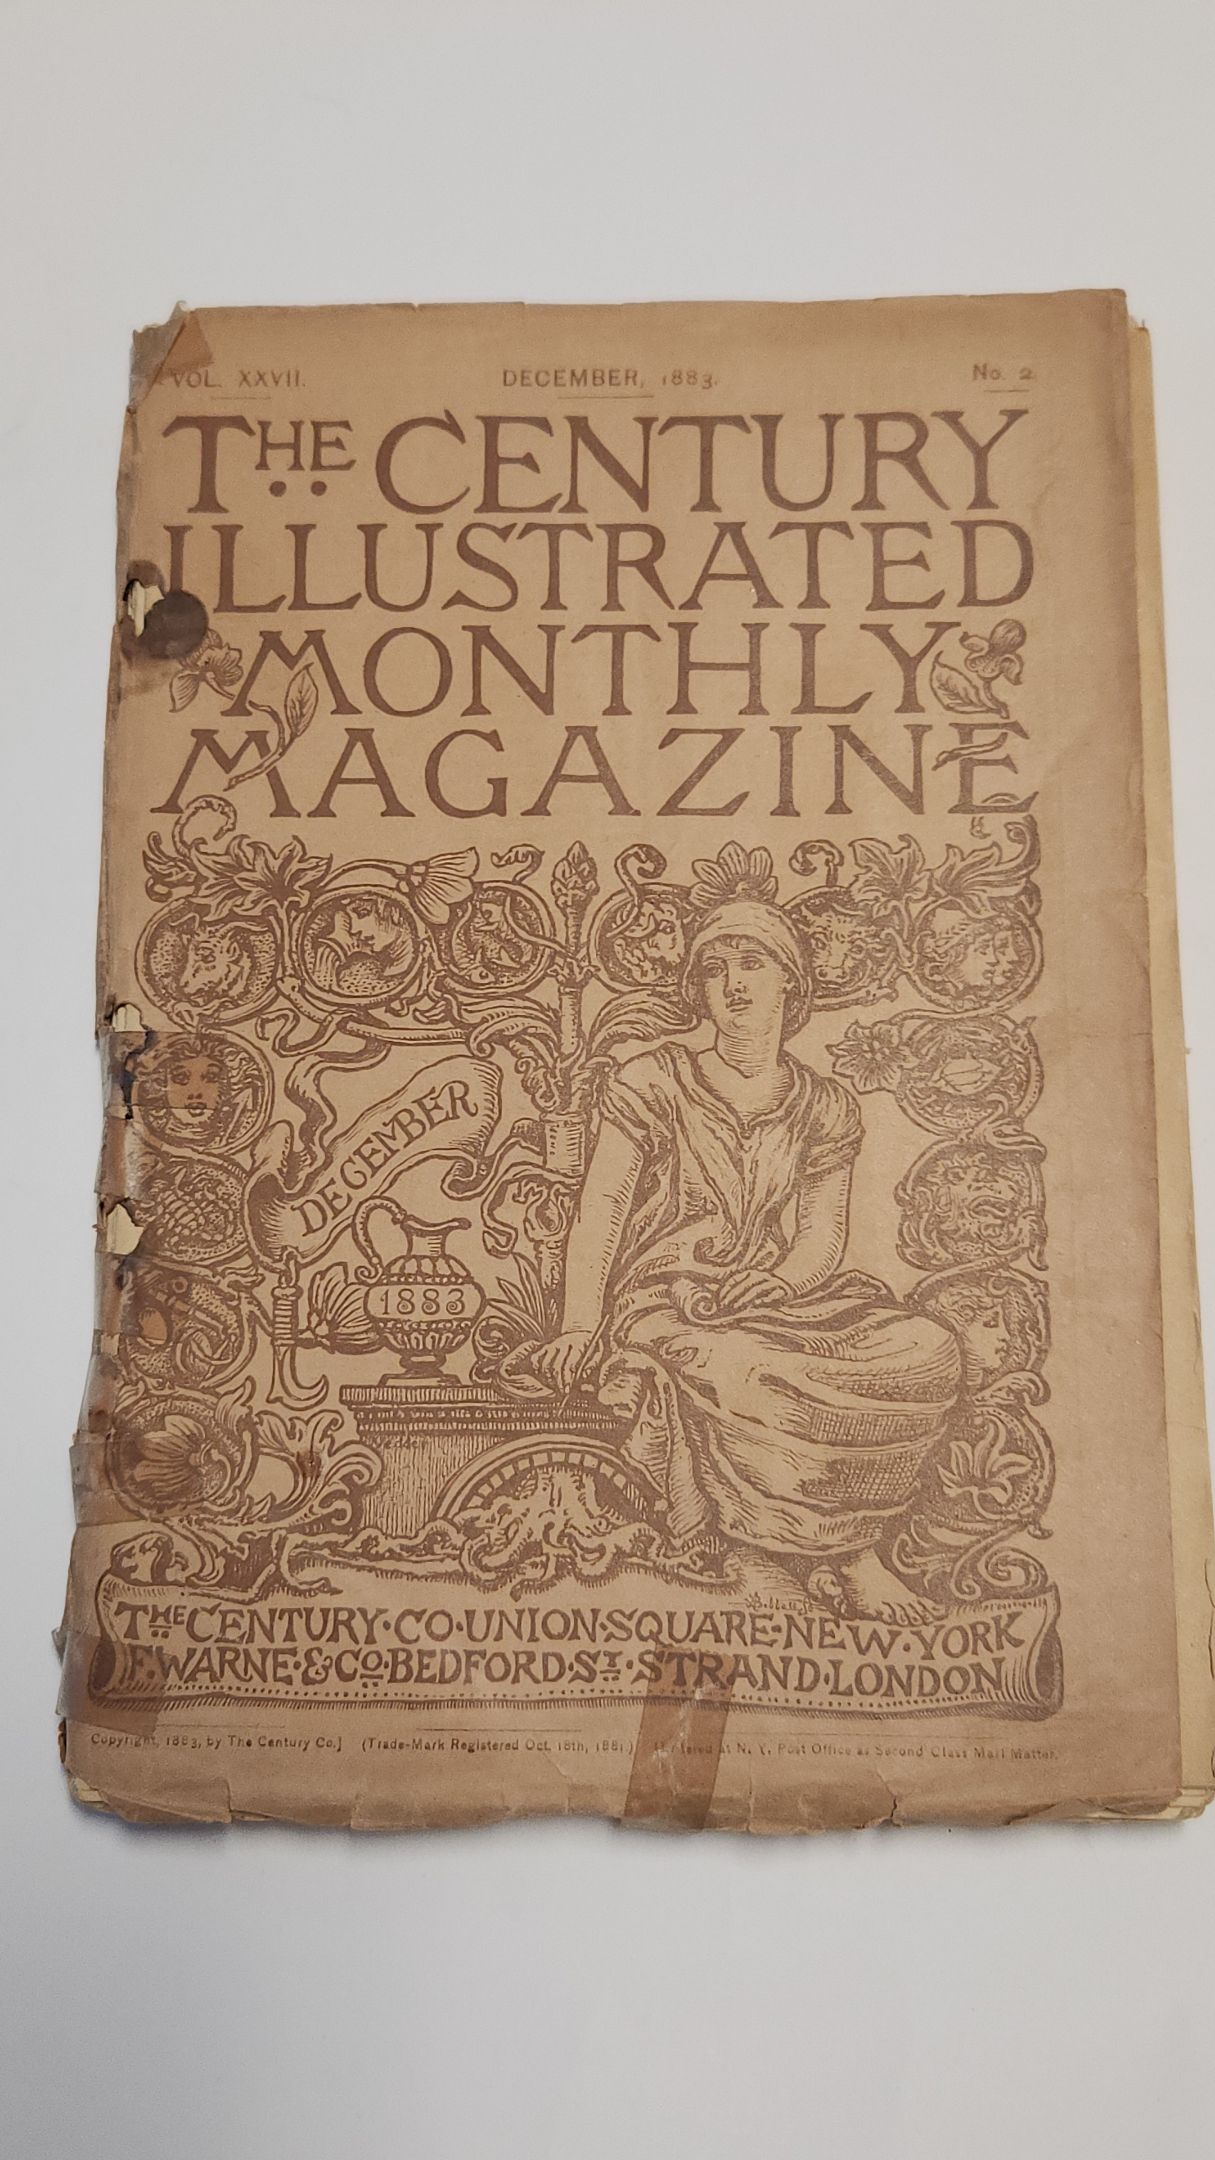 VOL. XXVII. DECEMBER, 1883. No. 2.
THE CENTURY
ILLUSTRATED
MONTHLY
MAGAZINE
DECEMBER
1883
THE CENTURY·CO·UNION·SQUARE·NEW·YORK
F. WARNE·&·Co·BEDFORD·ST·STRAND·LONDON
Copyright, 1883, by The Century Co.] (Trade-Mark Registered Oct. 18th, 1881.) [Entered at N. Y. Post Office as Second Class Mail Matter.